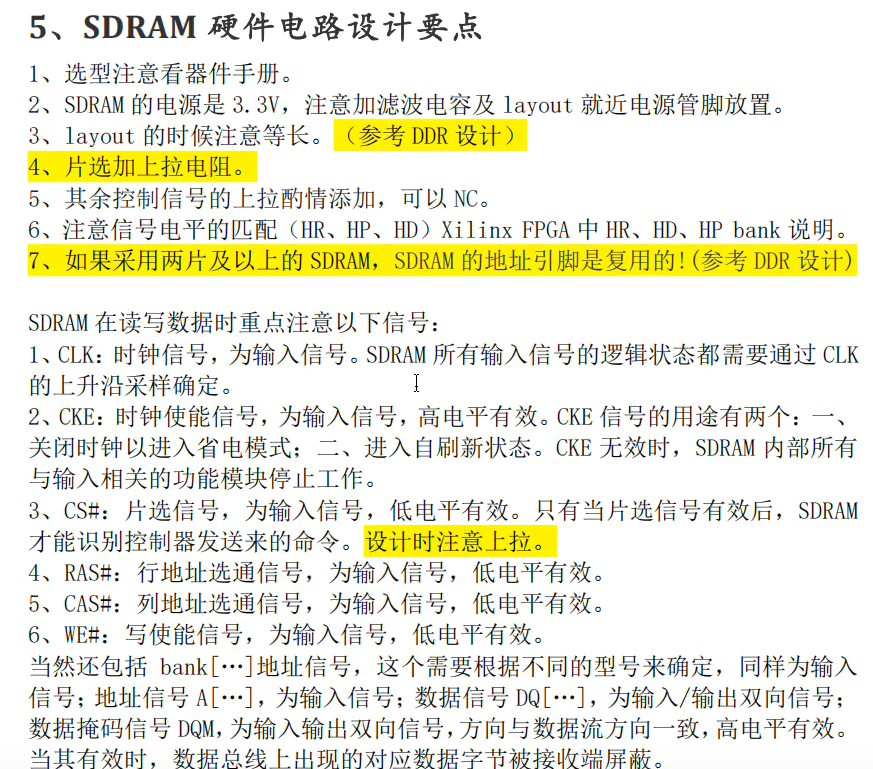 5、SDRAM 硬件电路设计要点
1、选型注意看器件手册。
2、SDRAM 的电源是 3.3V，注意加滤波电容及 layout 就近电源管脚放置。
3、layout 的时候注意等长。（参考 DDR 设计）
4、片选加上拉电阻。
5、其余控制信号的上拉酌情添加，可以 NC。
6、注意信号电平的匹配（HR、HP、HD）Xilinx FPGA 中 HR、HD、HP bank 说明。
7、如果采用两片及以上的 SDRAM，SDRAM 的地址引脚是复用的!(参考 DDR 设计)
SDRAM 在读写数据时重点注意以下信号：
1、CLK：时钟信号，为输入信号。SDRAM 所有输入信号的逻辑状态都需要通过 CLK
的上升沿采样确定。
2、CKE：时钟使能信号，为输入信号，高电平有效。CKE 信号的用途有两个：一、
关闭时钟以进入省电模式；二、进入自刷新状态。CKE 无效时，SDRAM 内部所有
与输入相关的功能模块停止工作。
3、CS#：片选信号，为输入信号，低电平有效。只有当片选信号有效后，SDRAM
才能识别控制器发送来的命令。设计时注意上拉。
4、RAS#：行地址选通信号，为输入信号，低电平有效。
5、CAS#：列地址选通信号，为输入信号，低电平有效。
6、WE#：写使能信号，为输入信号，低电平有效。
当然还包括 bank[…]地址信号，这个需要根据不同的型号来确定，同样为输入
信号；地址信号 A[…]，为输入信号；数据信号 DQ[…]，为输入/输出双向信号；
数据掩码信号 DQM，为输入输出双向信号，方向与数据流方向一致，高电平有效。
当其有效时，数据总线上出现的对应数据字节被接收端屏蔽。